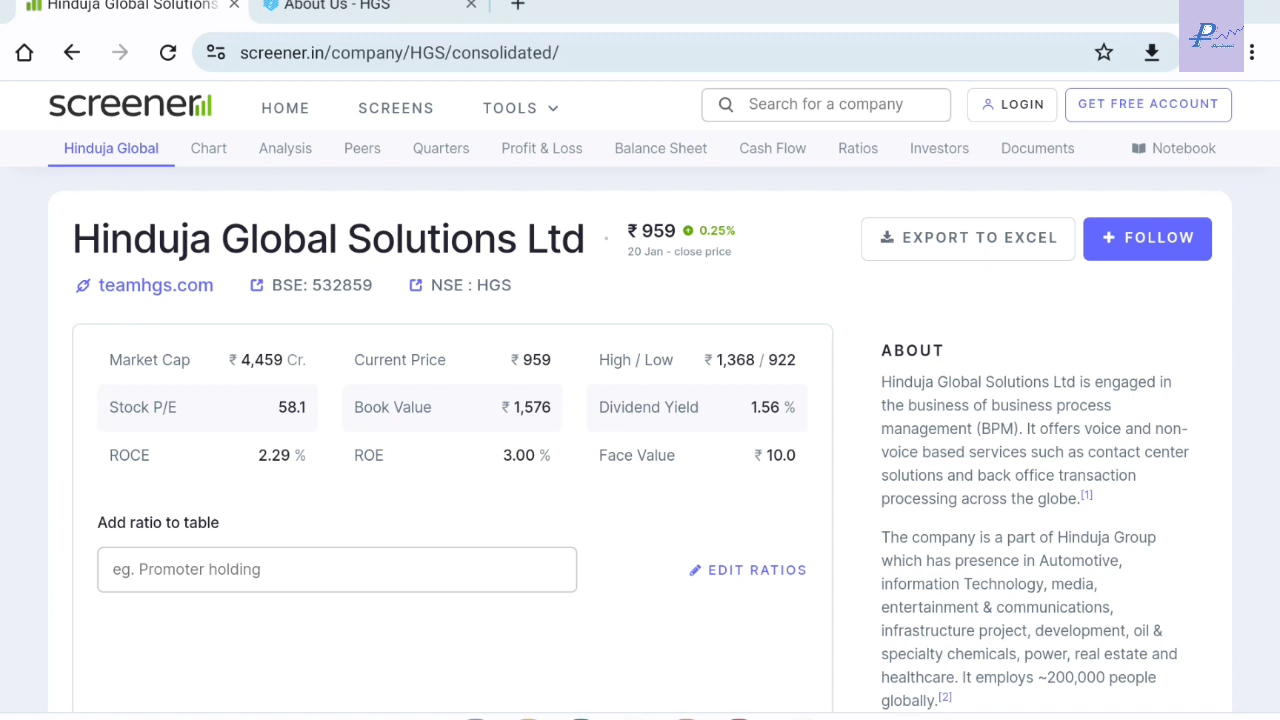 Hinduja Global Solutions
About Us - HGS
screener.in/company/HGS/consolidated/
screener
HOME
SCREENS
TOOLS
Search for a company
LOGIN
GET FREE ACCOUNT
Hinduja Global
Chart
Analysis
Peers
Quarters
Profit & Loss
Balance Sheet
Cash Flow
Ratios
Investors
Documents
Notebook
Hinduja Global Solutions Ltd
₹ 959 0.25%
20 Jan - close price
EXPORT TO EXCEL
+ FOLLOW
teamhgs.com
BSE: 532859
NSE : HGS
Market Cap ₹ 4,459 Cr.
Current Price ₹ 959
High / Low ₹ 1,368 / 922
Stock P/E 58.1
Book Value ₹ 1,576
Dividend Yield 1.56 %
ROCE 2.29 %
ROE 3.00 %
Face Value ₹ 10.0
Add ratio to table
eg. Promoter holding
EDIT RATIOS
ABOUT
Hinduja Global Solutions Ltd is engaged in
the business of business process
management (BPM). It offers voice and non-
voice based services such as contact center
solutions and back office transaction
processing across the globe.[1]
The company is a part of Hinduja Group
which has presence in Automotive,
information Technology, media,
entertainment & communications,
infrastructure project, development, oil &
specialty chemicals, power, real estate and
healthcare. It employs ~200,000 people
globally.[2]